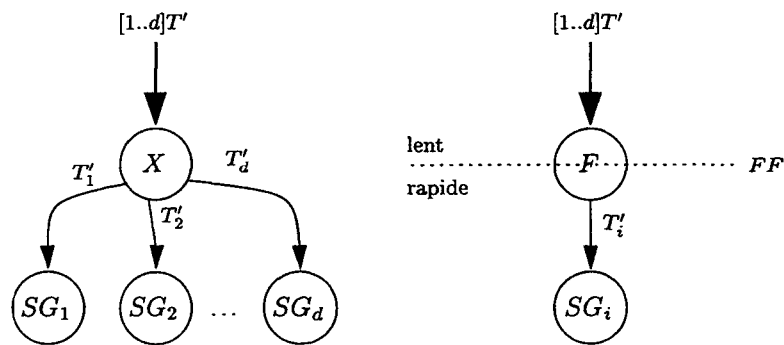 [1..d]T′ [1..d]T′
X T′₁ T′₂ T′d
lent F FF
rapide
T′ᵢ
SG₁ SG₂ ... SGd SGᵢ